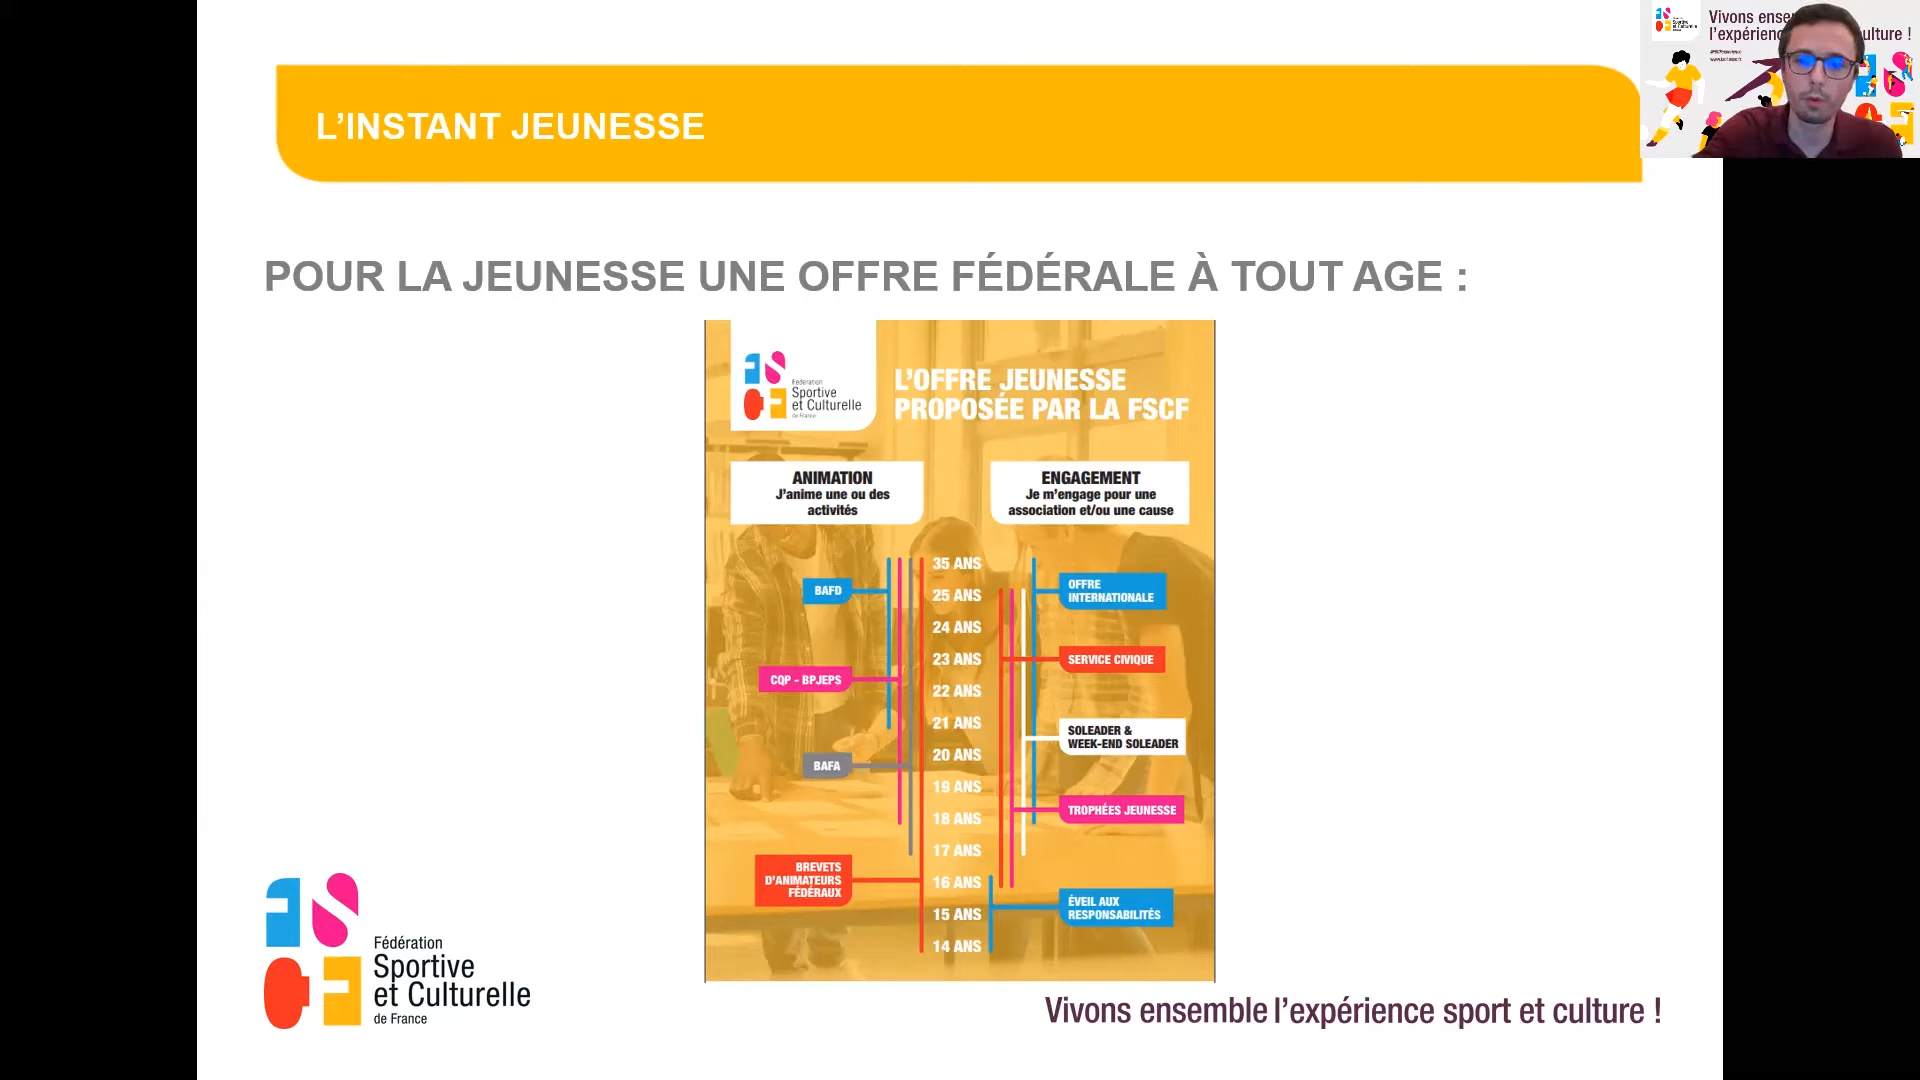 L'INSTANT JEUNESSE
Vivons ense
l'expérienc
ulture !
POUR LA JEUNESSE UNE OFFRE FÉDÉRALE À TOUT AGE :
Fédération
Sportive
et Culturelle
de France
L'OFFRE JEUNESSE
PROPOSÉE PAR LA FSCF
ANIMATION
J'anime une ou des
activités
ENGAGEMENT
Je m'engage pour une
association et/ou une cause
35 ANS
25 ANS
24 ANS
23 ANS
22 ANS
21 ANS
20 ANS
19 ANS
18 ANS
17 ANS
16 ANS
15 ANS
14 ANS
BAFD
CQP - BPJEPS
BAFA
BREVETS
D'ANIMATEURS
FÉDÉRAUX
OFFRE
INTERNATIONALE
SERVICE CIVIQUE
SOLEADER &
WEEK-END SOLEADER
TROPHÉES JEUNESSE
ÉVEIL AUX
RESPONSABILITÉS
Fédération
Sportive
et Culturelle
de France
Vivons ensemble l'expérience sport et culture !